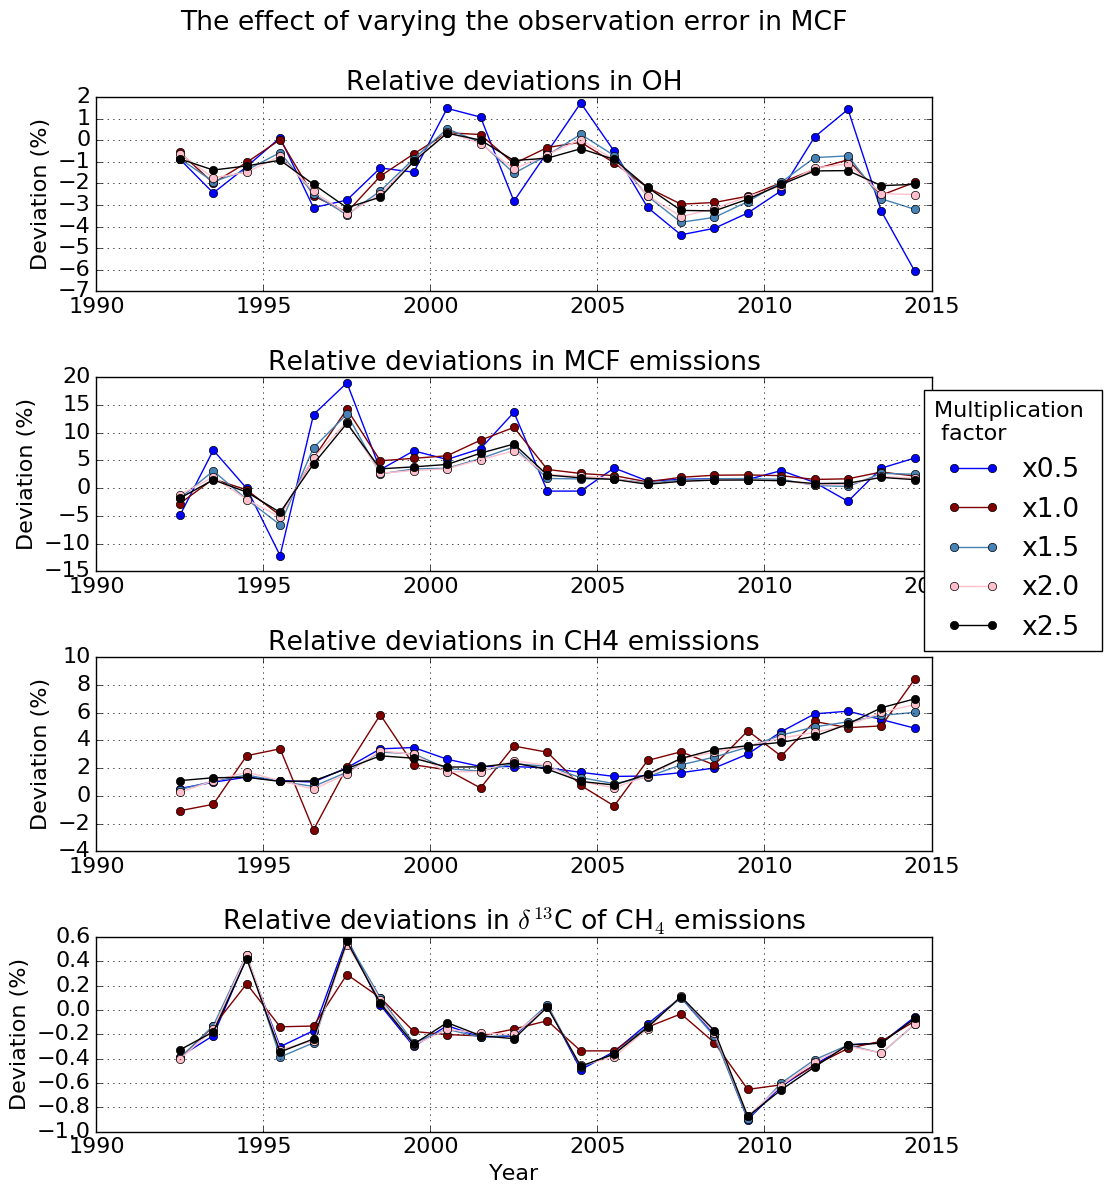 The effect of varying the observation error in MCF
Relative deviations in OH
Deviation (%)
2
1
0
−1
−2
−3
−4
−5
−6
−7
1990 1995 2000 2005 2010 2015
Relative deviations in MCF emissions
Deviation (%)
20
15
10
5
0
−5
−10
−15
1990 1995 2000 2005 2010 20
Multiplication
factor
x0.5
x1.0
x1.5
x2.0
x2.5
Relative deviations in CH4 emissions
Deviation (%)
10
8
6
4
2
0
−2
−4
1990 1995 2000 2005 2010 2015
Relative deviations in δ¹³C of CH₄ emissions
Deviation (%)
0.6
0.4
0.2
0.0
−0.2
−0.4
−0.6
−0.8
−1.0
1990 1995 2000 2005 2010 2015
Year